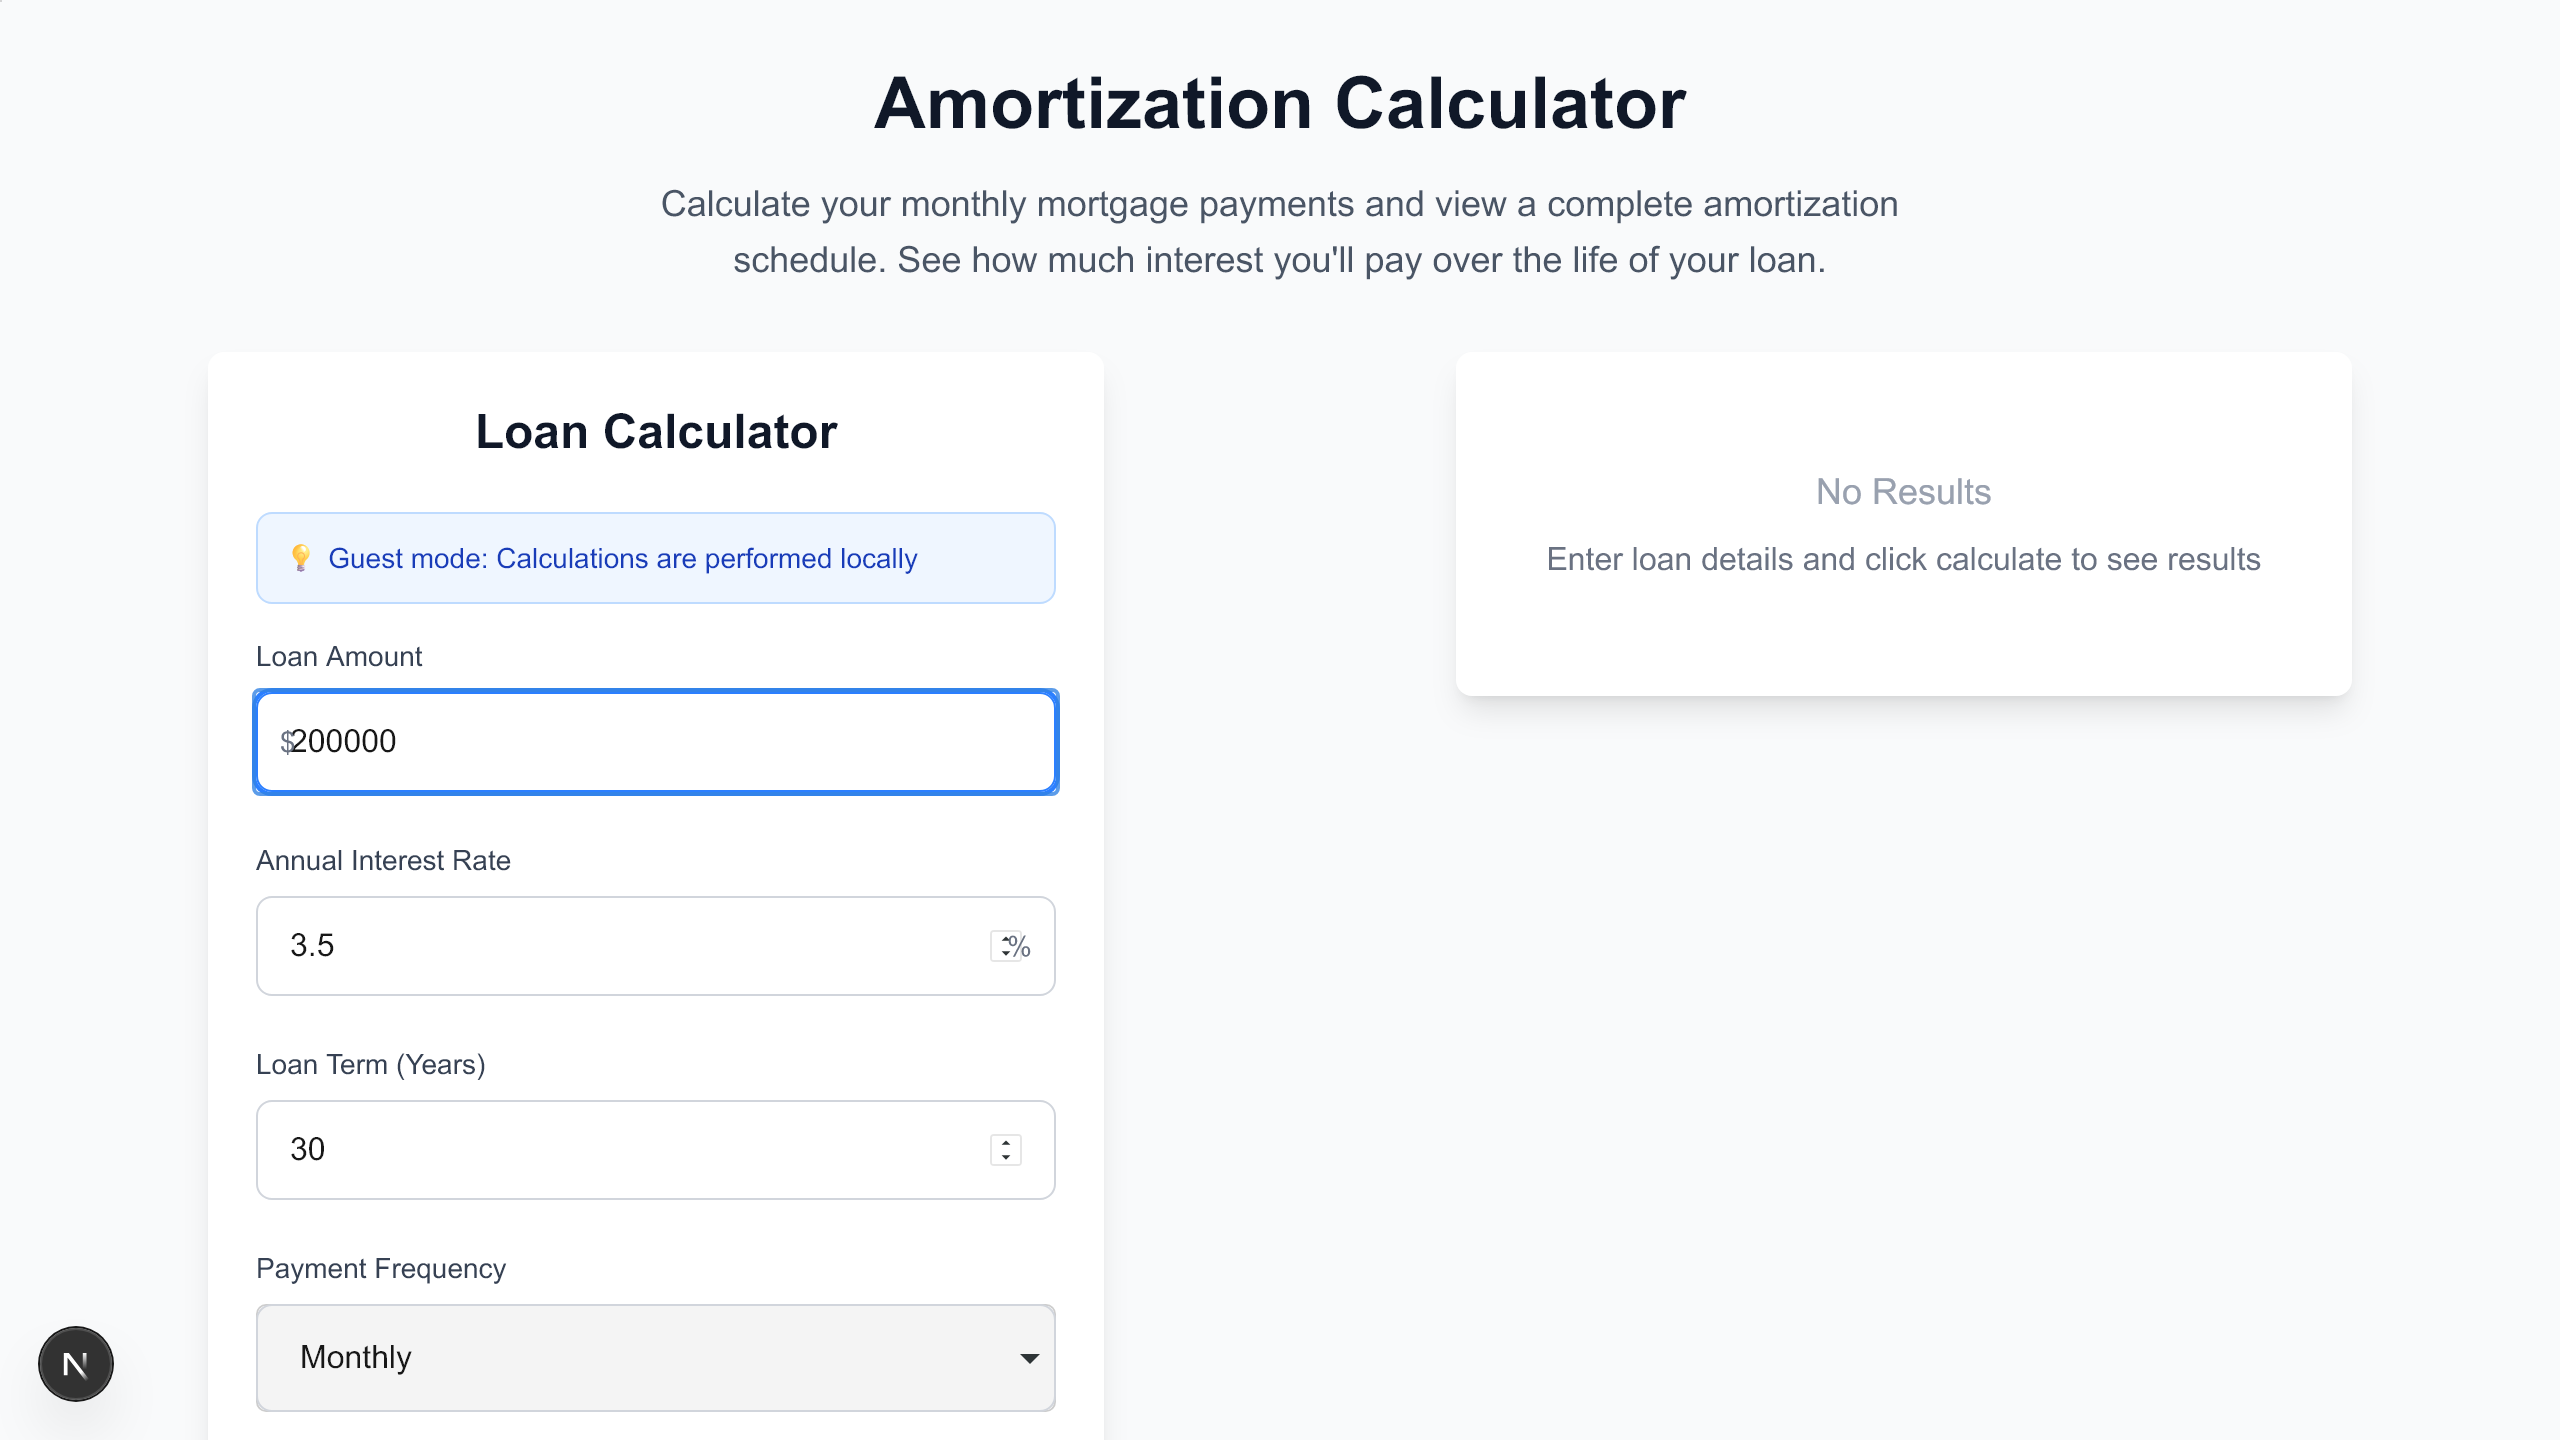 Amortization Calculator
Calculate your monthly mortgage payments and view a complete amortization
schedule. See how much interest you'll pay over the life of your loan.
Loan Calculator
💡 Guest mode: Calculations are performed locally
Loan Amount
$200000
Annual Interest Rate
3.5 %
Loan Term (Years)
30
Payment Frequency
Monthly
No Results
Enter loan details and click calculate to see results
N